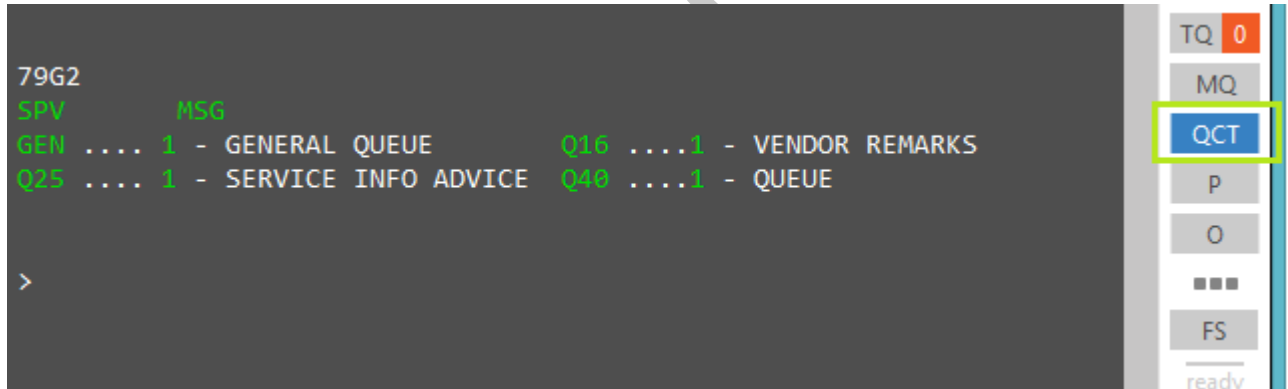 79G2
SPV MSG
GEN .... 1 - GENERAL QUEUE Q16 ....1 - VENDOR REMARKS
Q25 .... 1 - SERVICE INFO ADVICE Q40 ....1 - QUEUE
>
TQ 0
MQ
QCT
P
O
FS
ready